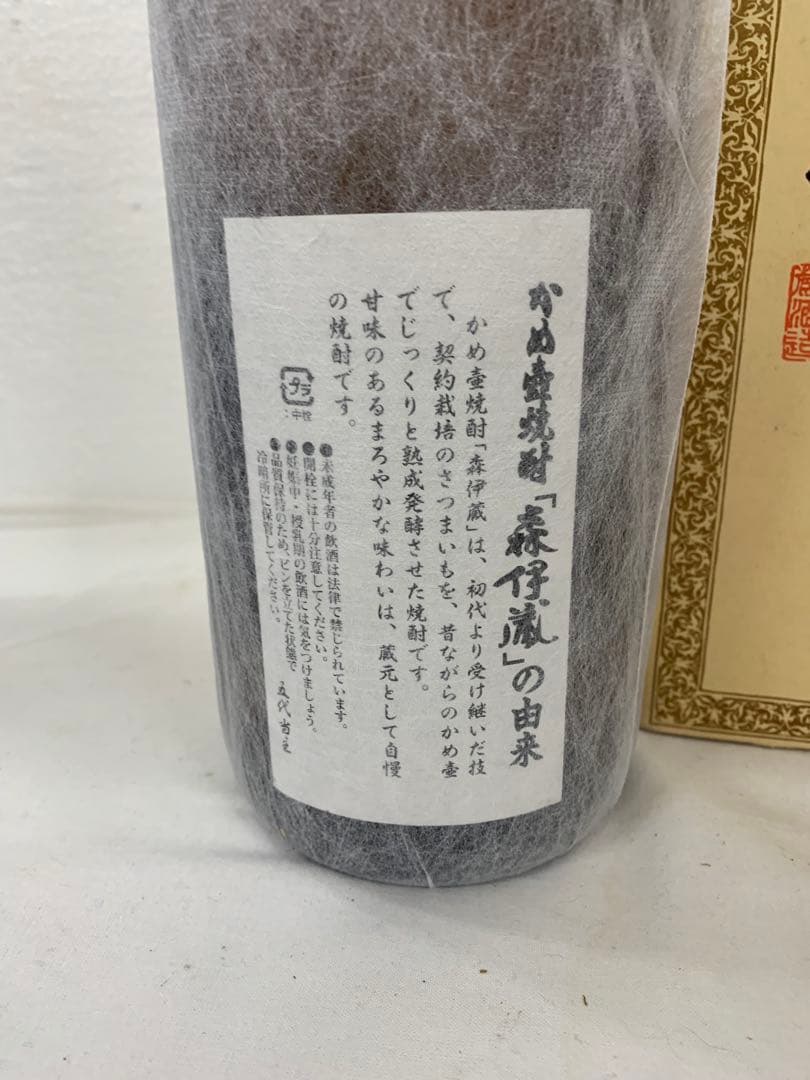 かめ壺焼酎「森伊蔵」の由来
かめ壺焼酎「森伊蔵」は、初代より受け継いだ技
で、契約栽培のさつまいもを、昔ながらのかめ壺
でじっくりと熟成発酵させた焼酎です。
甘味のあるまろやかな味わいは、蔵元として自慢
の焼酎です。
●未成年者の飲酒は法律で禁じられています。
●開栓には十分注意してください。
●妊娠中・授乳期の飲酒には気をつけましょう。
●品質保持のため、ビンを立てた状態で
冷暗所に保管してください。
五代当主
プラ
:中栓